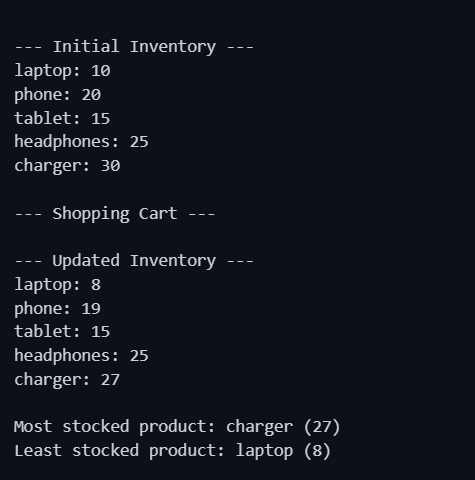 --- Initial Inventory ---
laptop: 10
phone: 20
tablet: 15
headphones: 25
charger: 30
--- Shopping Cart ---
--- Updated Inventory ---
laptop: 8
phone: 19
tablet: 15
headphones: 25
charger: 27
Most stocked product: charger (27)
Least stocked product: laptop (8)